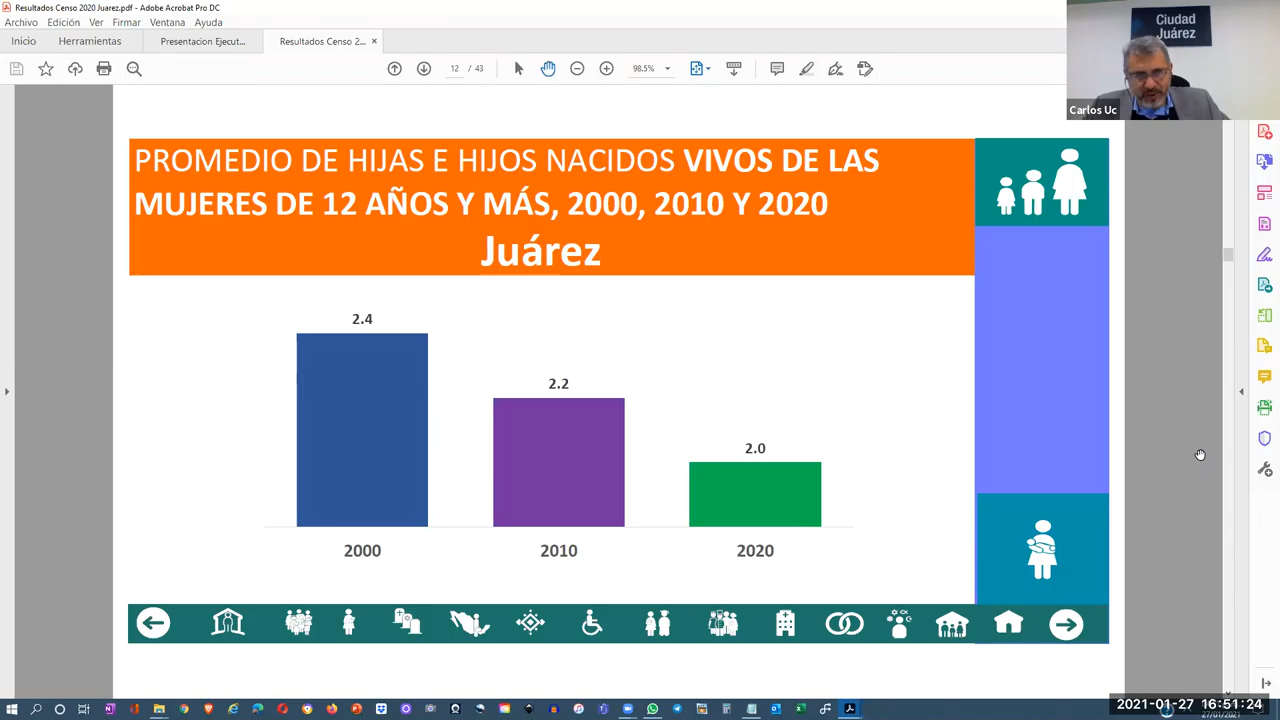 Resultados Censo 2020 Juarez.pdf - Adobe Acrobat Pro DC
Archivo Edición Ver Firmar Ventana Ayuda
Inicio Herramientas Presentacion Ejecut... Resultados Censo 2... ×
12 / 43 98.5%
Ciudad
Juárez
Carlos Uc
PROMEDIO DE HIJAS E HIJOS NACIDOS VIVOS DE LAS
MUJERES DE 12 AÑOS Y MÁS, 2000, 2010 Y 2020
Juárez
2.4
2.2
2.0
2000 2010 2020
2021-01-27 16:51:24
27/01/2021